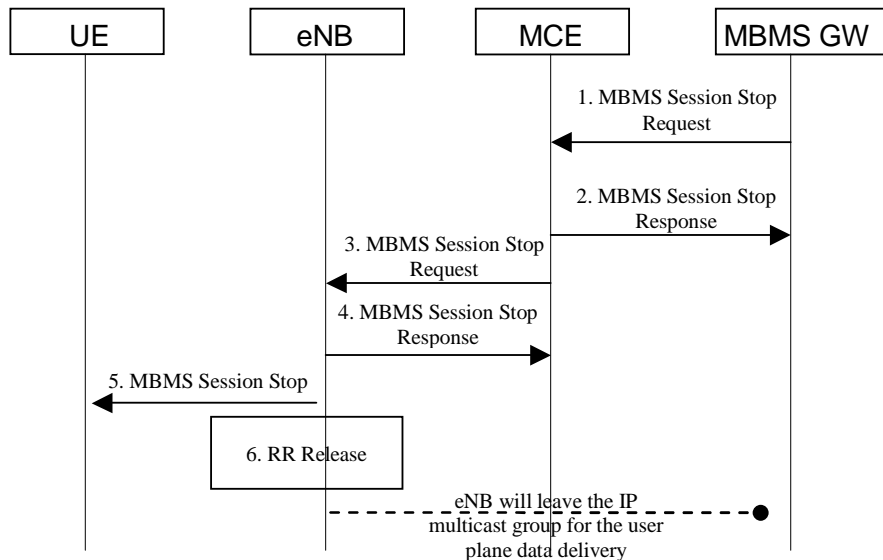 UE
eNB
MCE
MBMS GW
1. MBMS Session Stop
Request
2. MBMS Session Stop
Response
3. MBMS Session Stop
Request
4. MBMS Session Stop
Response
5. MBMS Session Stop
6. RR Release
eNB will leave the IP
multicast group for the user
plane data delivery